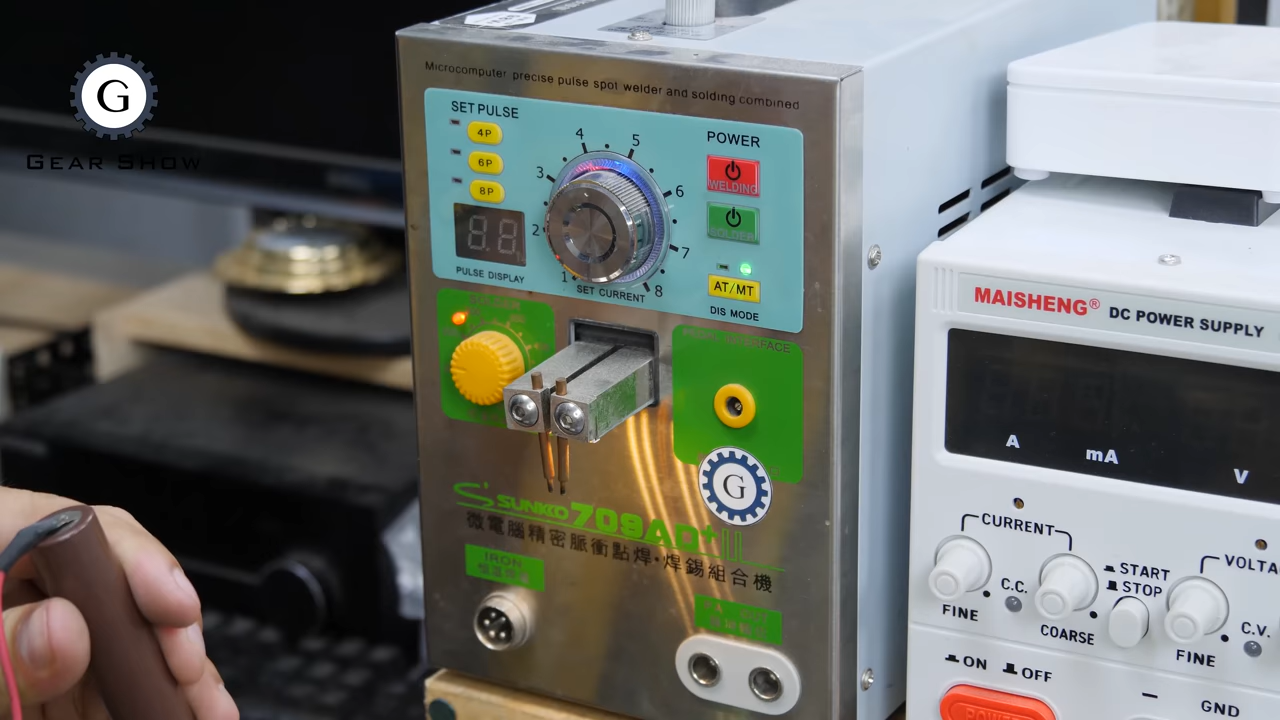 G
GEAR SHOW
Microcomputer precise pulse spot welder and solding combined
SET PULSE
4P
6P
8P
PULSE DISPLAY
1
2
3
4
5
6
7
8
SET CURRENT
POWER
WELDING
SOLDER
AT/MT
DIS MODE
INTERFACE
G
SUNKKO 709AD+
微電腦精密脈衝點焊·焊錫組合機
IRON
MAISHENG® DC POWER SUPPLY
A
mA
V
CURRENT
FINE
C.C.
COARSE
START
STOP
FINE
C.V.
ON
OFF
POWER
GND